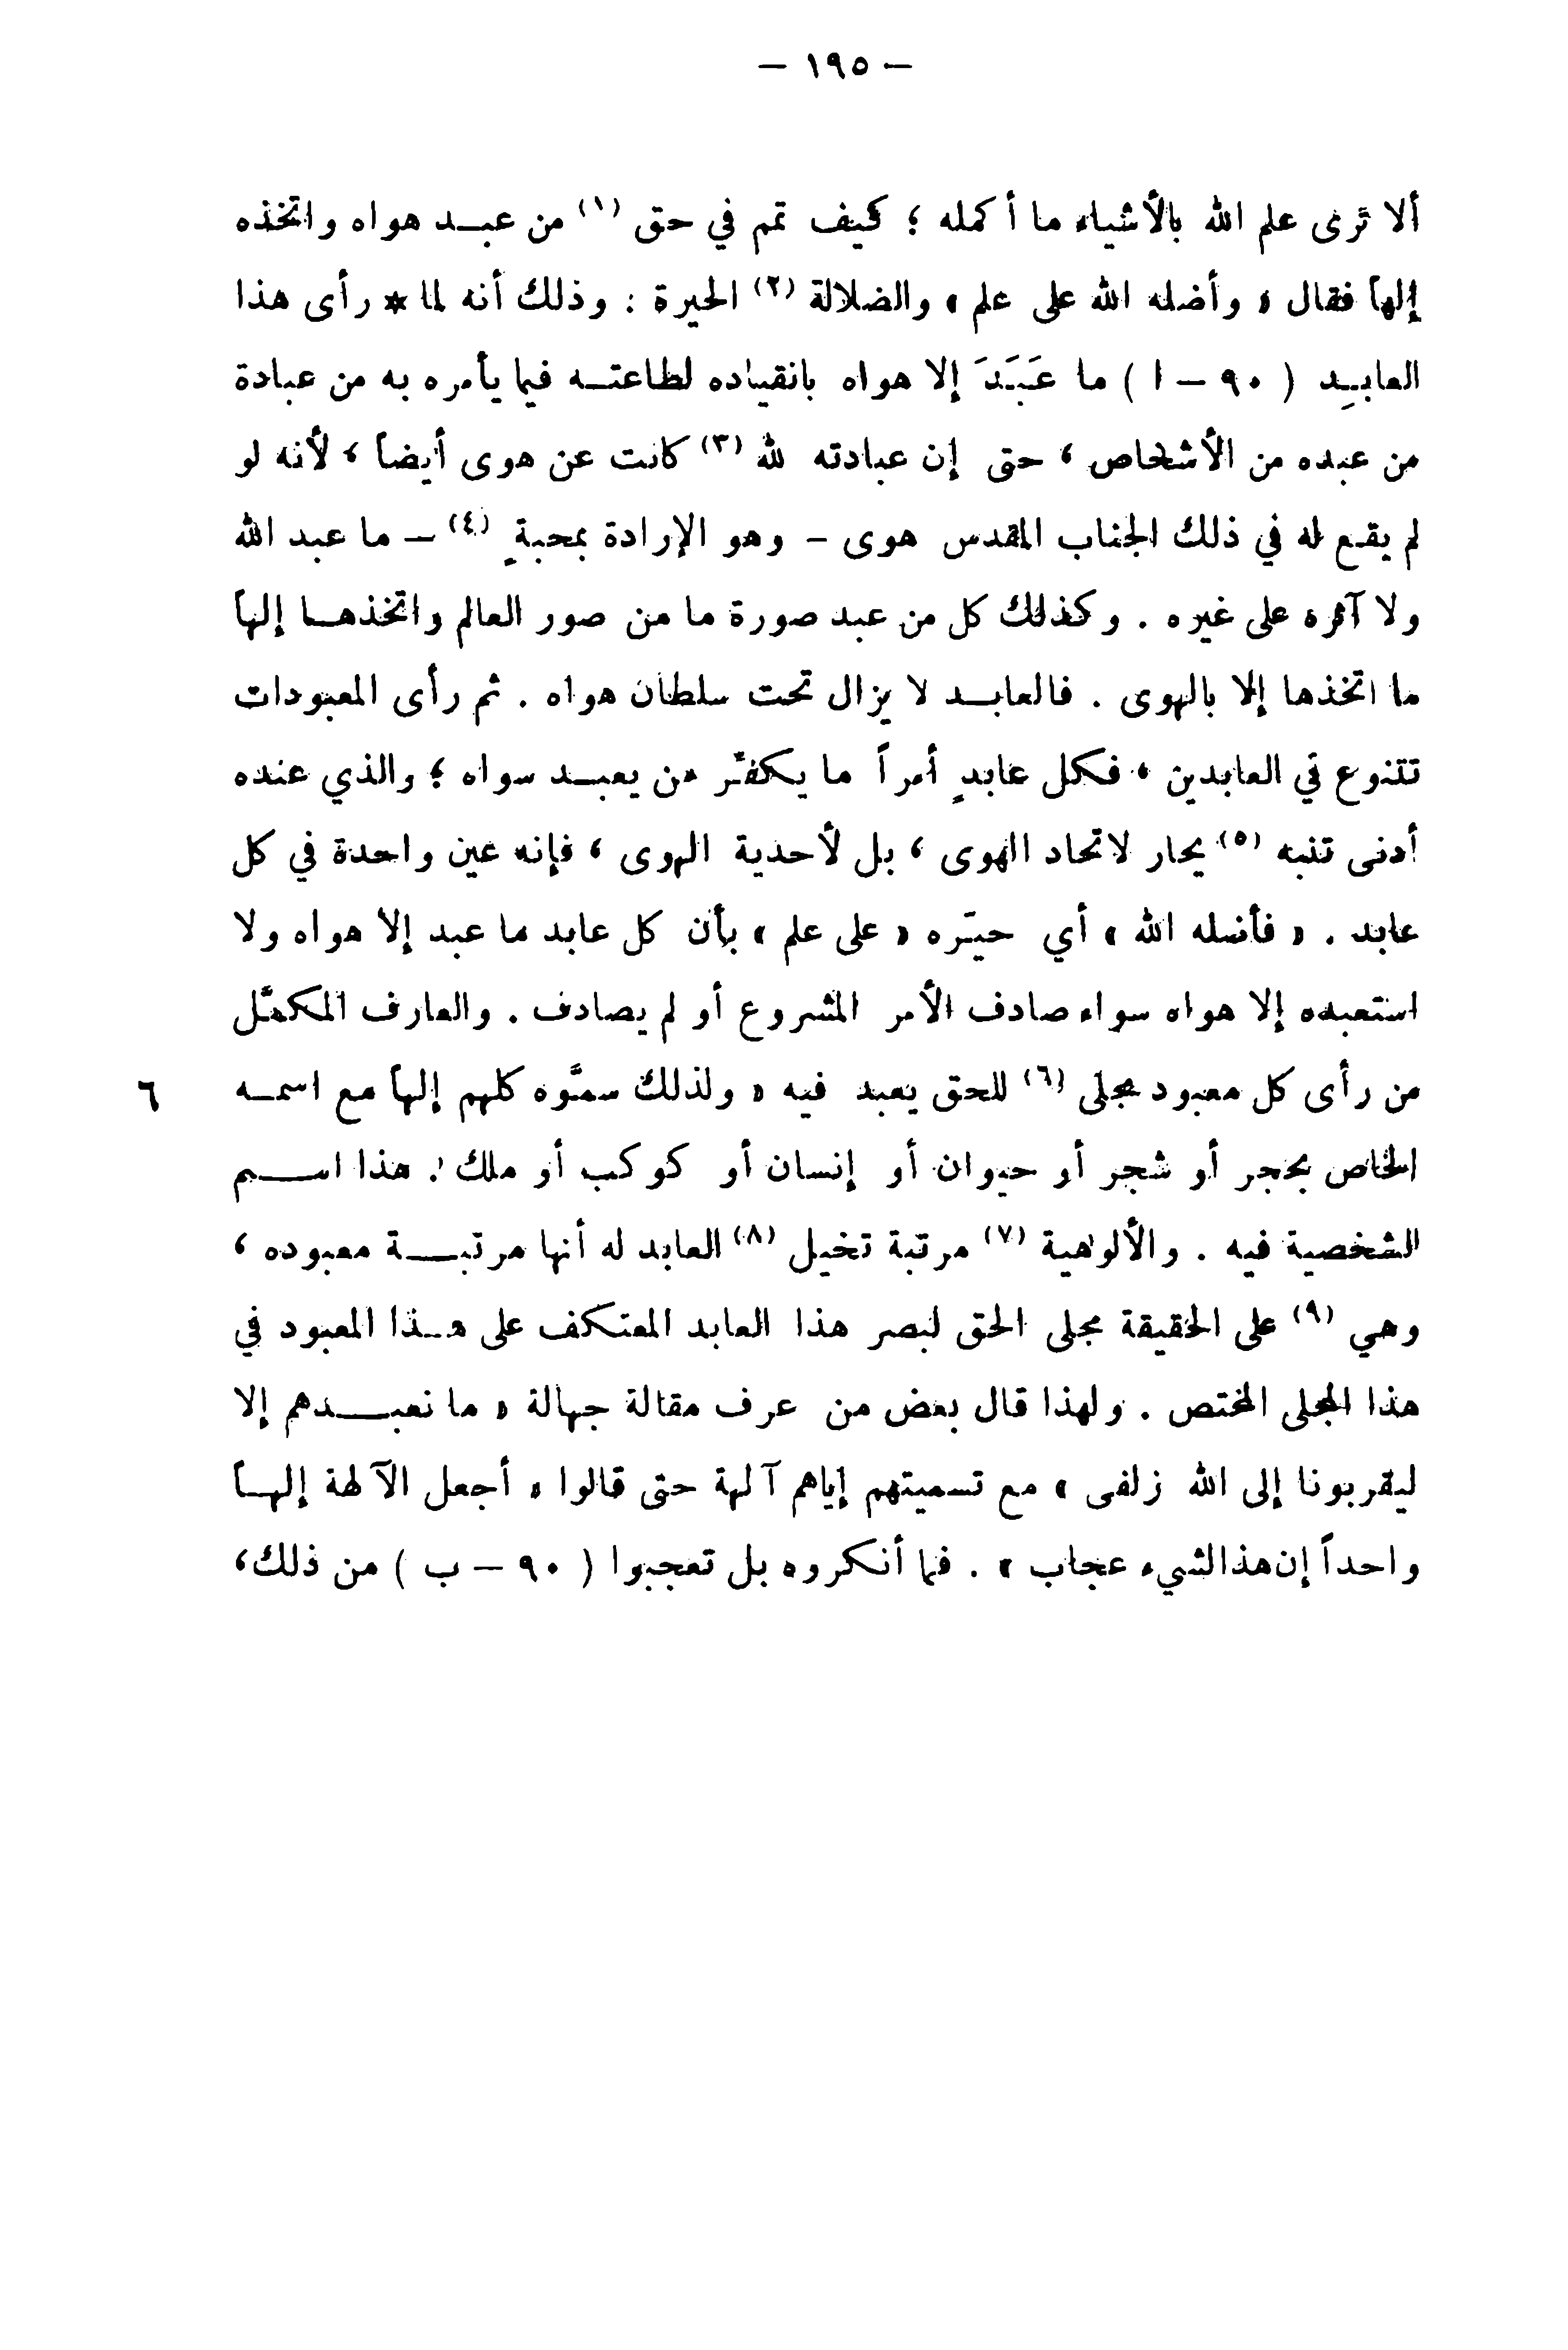 — ١٩٥ —
ألا تَرى علم الله بالأشياء ما أكمله ؛ كيف تمم في حق (١) من عبد هواه واتخذه
إلهاً فقال « وأضله الله على علم » والضلالة (٢) الحيرة : وذلك أنه لما * رأى هذا
العابِد ( ٩٠ – ا ) ما عَبَدَ إلا هواه بانقياده لطاعته فيما يأمره به من عبادة
من عبده من الأشخاص ، حتى إن عبادته لله (٣) كانت عن هوى أيضاً ، لأنه لو
لم يقع له في ذلك الجناب المقدس هوى – وهو الإرادة بمحبةٍ (٤) – ما عبد الله
ولا آثره على غيره . وكذلك كل من عبد صورة ما من صور العالم واتخذها إلهاً
ما اتخذها إلا بالهوى . فالعابد لا يزال تحت سلطان هواه . ثم رأى المعبودات
تتنوع في العابدين ، فكل عابدٍ أمراً ما يكفِّر من يعبد سواه ؛ والذي عنده
أدنى تنبه (٥) يحار لاتحاد الهوى ، بل لأحدية الهوى ، فإنه عين واحدة في كل
عابد . « فأضله الله » أي حيَّره « على علم » بأن كل عابد ما عبد إلا هواه ولا
استعبده إلا هواه سواء صادف الأمر المشروع أو لم يصادف . والعارف المكمَّل
من رأى كل معبود مجلى (٦) للحق يعبد فيه « ولذلك سمَّوه كلهم إلهاً مع اسمه ٦
الخاص بحجر أو شجر أو حيوان أو إنسان أو كوكب أو ملك . هذا اسم
الشخصية فيه . والألوهية (٧) مرتبة تخيل (٨) العابد له أنها مرتبة معبوده ،
وهي (٩) على الحقيقة مجلى الحق لبصر هذا العابد المعتكف على هذا المعبود في
هذا المجلى المختص . ولهذا قال بعض من عرف مقالة جهالة « ما نعبدهم إلا
ليقربونا إلى الله زلفى » مع تسميتهم إياهم آلهة حتى قالوا « أجعل الآلهة إلهاً
واحداً إن هذا لشيء عجاب » . فما أنكروه بل تعجبوا ( ٩٠ – ب ) من ذلك ،